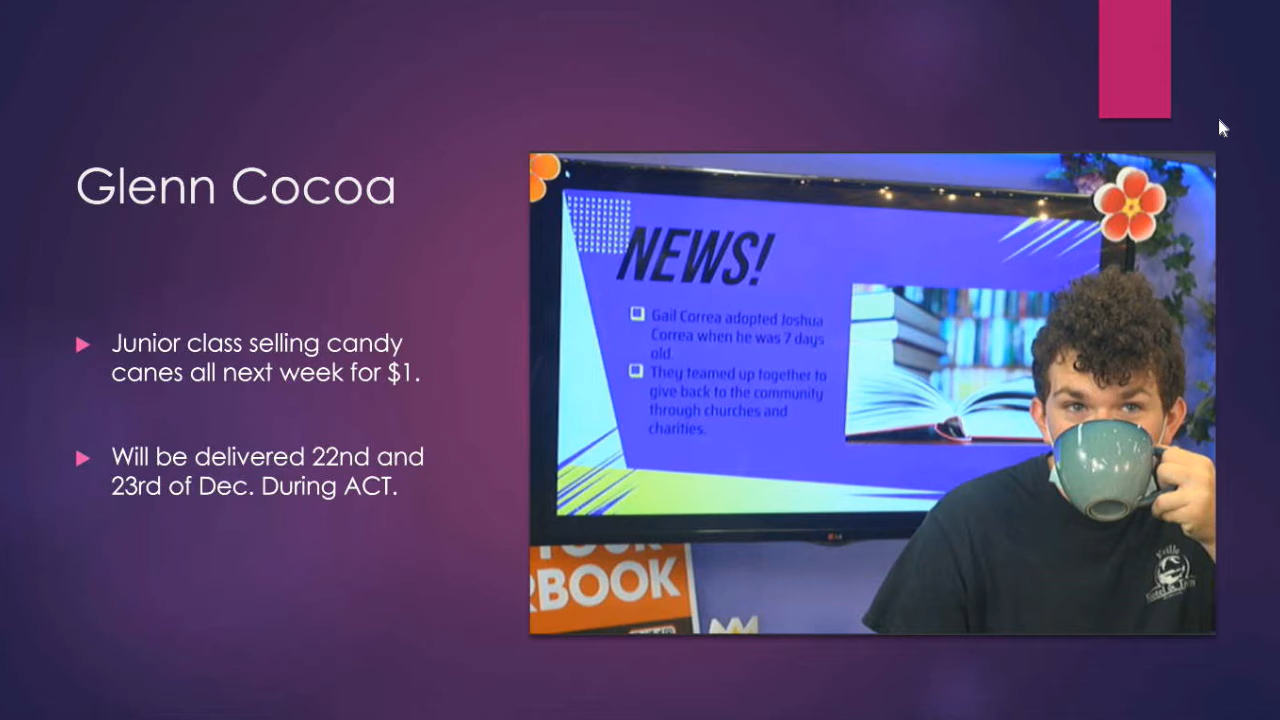 Glenn Cocoa
Junior class selling candy
canes all next week for $1.
Will be delivered 22nd and
23rd of Dec. During ACT.
NEWS!
Gail Correa adopted Joshua
Correa when he was 7 days
old.
They teamed up together to
give back to the community
through churches and
charities.
LG
RBOOK